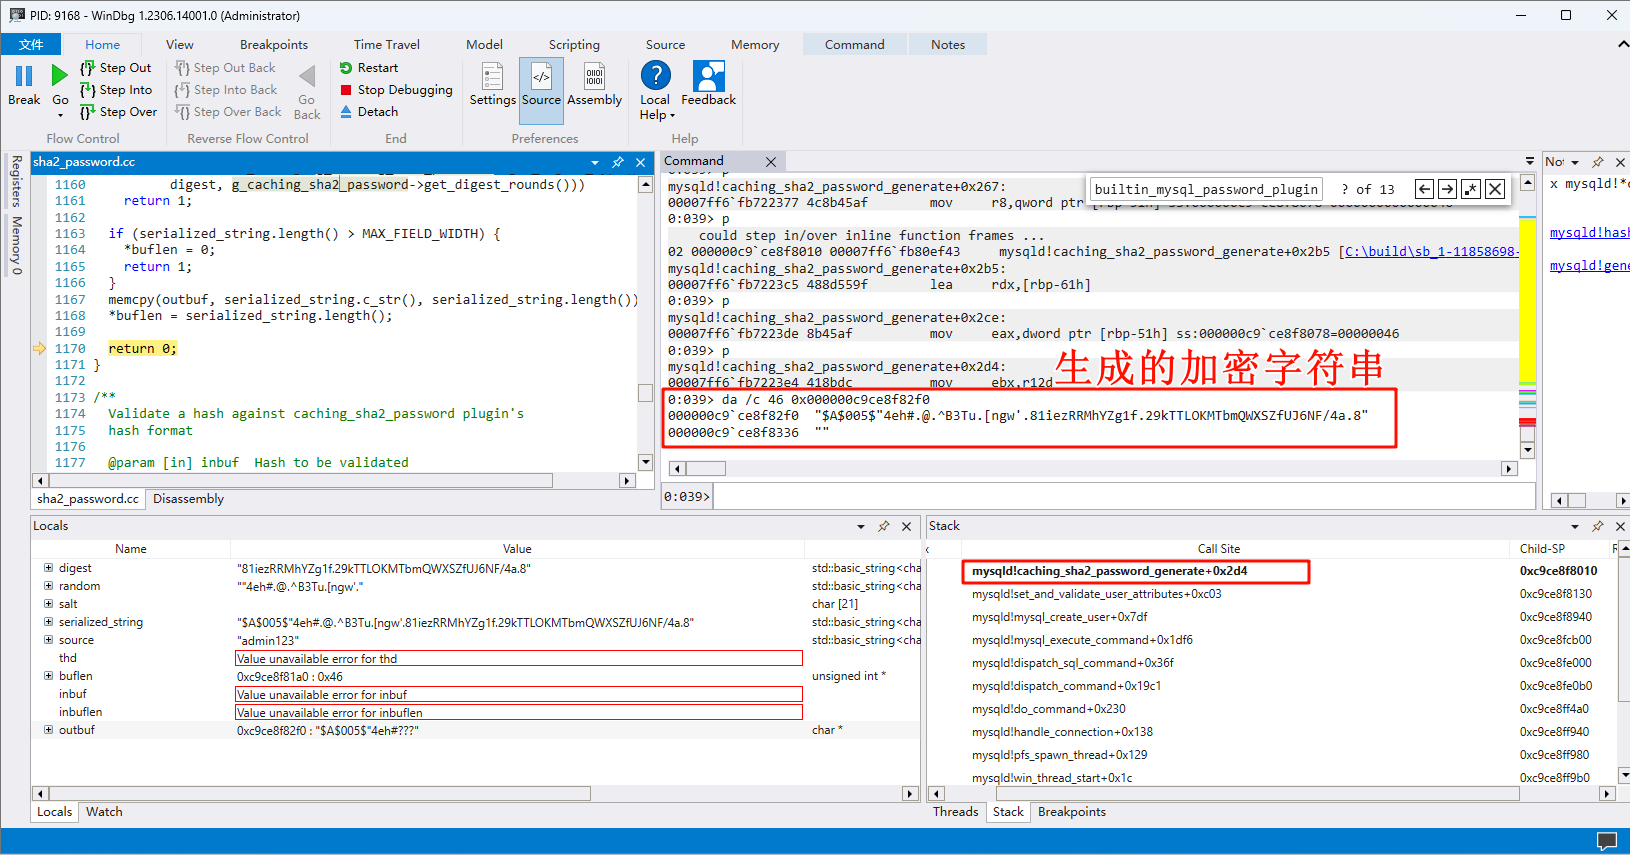 PID: 9168 - WinDbg 1.2306.14001.0 (Administrator)
文件 Home View Breakpoints Time Travel Model Scripting Source Memory Command Notes
Break
Go
Step Out
Step Into
Step Over
Flow Control
Step Out Back
Step Into Back
Step Over Back
Go Back
Reverse Flow Control
Restart
Stop Debugging
Detach
End
Settings
Source
Assembly
Preferences
Local Help
Feedback
Help
Registers
Memory 0
sha2_password.cc
1160 digest, g_caching_sha2_password->get_digest_rounds()))
1161 return 1;
1162
1163 if (serialized_string.length() > MAX_FIELD_WIDTH) {
1164 *buflen = 0;
1165 return 1;
1166 }
1167 memcpy(outbuf, serialized_string.c_str(), serialized_string.length())
1168 *buflen = serialized_string.length();
1169
1170 return 0;
1171 }
1172
1173 /**
1174 Validate a hash against caching_sha2_password plugin's
1175 hash format
1176
1177 @param [in] inbuf Hash to be validated
sha2_password.cc Disassembly
Command
builtin_mysql_password_plugin ? of 13
mysqld!caching_sha2_password_generate+0x267:
00007ff6`fb722377 4c8b45af mov r8,qword ptr
0:039> p
could step in/over inline function frames ...
02 000000c9`ce8f8010 00007ff6`fb80ef43 mysqld!caching_sha2_password_generate+0x2b5 [C:\build\sb_1-11858698-
mysqld!caching_sha2_password_generate+0x2b5:
00007ff6`fb7223c5 488d559f lea rdx,[rbp-61h]
0:039> p
mysqld!caching_sha2_password_generate+0x2ce:
00007ff6`fb7223de 8b45af mov eax,dword ptr [rbp-51h] ss:000000c9`ce8f8078=00000046
0:039> p
mysqld!caching_sha2_password_generate+0x2d4:
00007ff6`fb7223e4 418bdc mov ebx,r12d
生成的加密字符串
0:039> da /c 46 0x000000c9ce8f82f0
000000c9`ce8f82f0 "$A$005$"4eh#.@.^B3Tu.[ngw'.81iezRRMhYZg1f.29kTTLOKMTbmQWXSZfUJ6NF/4a.8"
000000c9`ce8f8336 ""
0:039>
x mysqld!*c
mysqld!hash
mysqld!gene
Locals
Name Value
digest "81iezRRMhYZg1f.29kTTLOKMTbmQWXSZfUJ6NF/4a.8" std::basic_string<cha
random ""4eh#.@.^B3Tu.[ngw'." std::basic_string<cha
salt char [21]
serialized_string "$A$005$"4eh#.@.^B3Tu.[ngw'.81iezRRMhYZg1f.29kTTLOKMTbmQWXSZfUJ6NF/4a.8" std::basic_string<cha
source "admin123" std::basic_string<cha
thd Value unavailable error for thd
buflen 0xc9ce8f81a0 : 0x46 unsigned int *
inbuf Value unavailable error for inbuf
inbuflen Value unavailable error for inbuflen
outbuf 0xc9ce8f82f0 : "$A$005$"4eh#???" char *
Locals Watch
Stack
Call Site Child-SP
mysqld!caching_sha2_password_generate+0x2d4 0xc9ce8f8010
mysqld!set_and_validate_user_attributes+0xc03 0xc9ce8f8130
mysqld!mysql_create_user+0x7df 0xc9ce8f8940
mysqld!mysql_execute_command+0x1df6 0xc9ce8fcb00
mysqld!dispatch_sql_command+0x36f 0xc9ce8fe000
mysqld!dispatch_command+0x19c1 0xc9ce8fe0b0
mysqld!do_command+0x230 0xc9ce8ff4a0
mysqld!handle_connection+0x138 0xc9ce8ff940
mysqld!pfs_spawn_thread+0x129 0xc9ce8ff980
mysqld!win_thread_start+0x1c 0xc9ce8ff9b0
Threads Stack Breakpoints